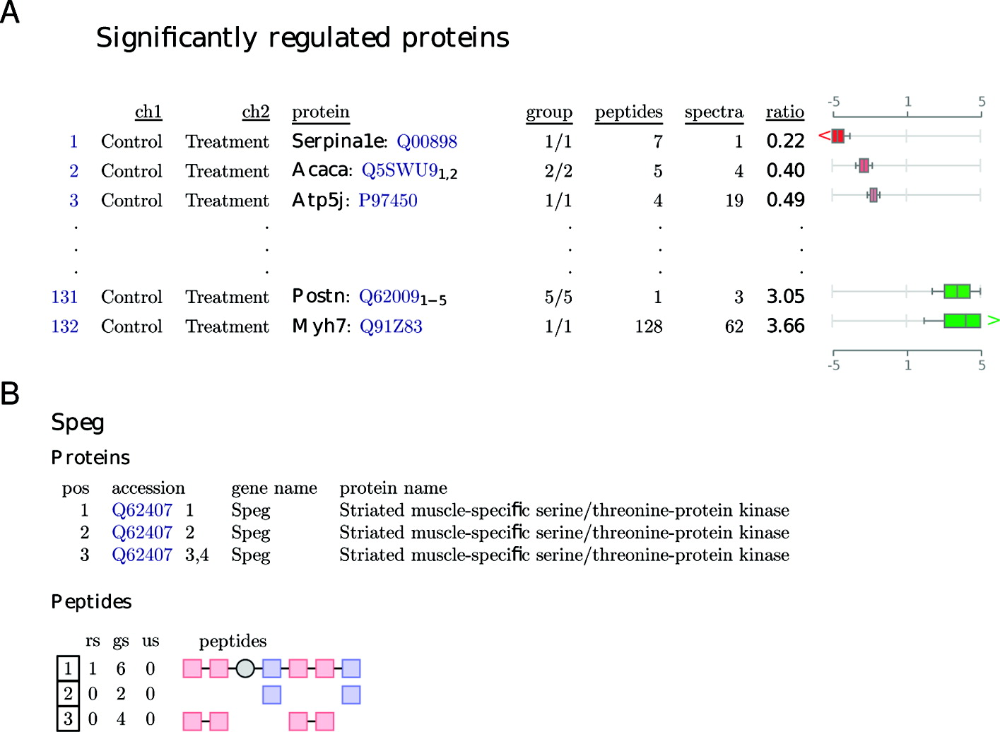 A
Significantly regulated proteins
ch1 ch2 protein group peptides spectra ratio -5 1 5
1 Control Treatment Serpina1e: Q00898 1/1 7 1 0.22 <
2 Control Treatment Acaca: Q5SWU91,2 2/2 5 4 0.40
3 Control Treatment Atp5j: P97450 1/1 4 19 0.49
. . . . .
. . . . .
. . . . .
131 Control Treatment Postn: Q620091–5 5/5 1 3 3.05
132 Control Treatment Myh7: Q91Z83 1/1 128 62 3.66 >
-5 1 5
B
Speg
Proteins
pos accession gene name protein name
1 Q62407 1 Speg Striated muscle-specific serine/threonine-protein kinase
2 Q62407 2 Speg Striated muscle-specific serine/threonine-protein kinase
3 Q62407 3,4 Speg Striated muscle-specific serine/threonine-protein kinase
Peptides
rs gs us peptides
1 1 6 0
2 0 2 0
3 0 4 0